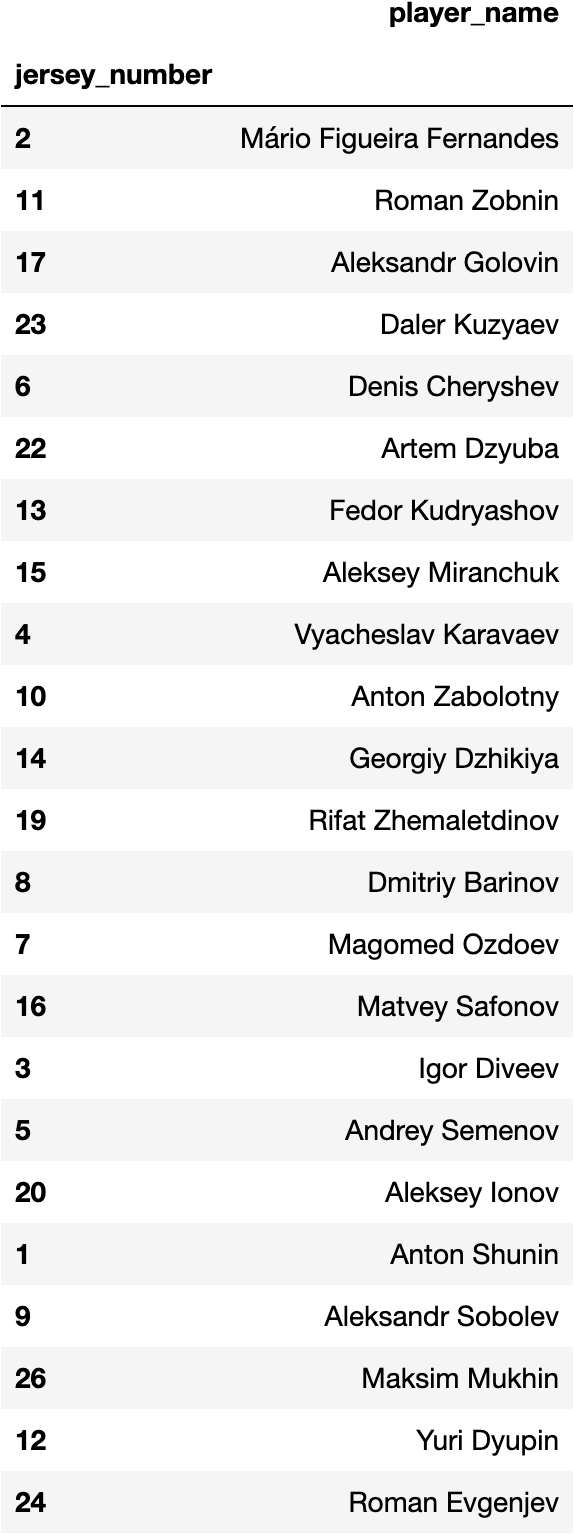 player_name
jersey_number
2 Mário Figueira Fernandes
11 Roman Zobnin
17 Aleksandr Golovin
23 Daler Kuzyaev
6 Denis Cheryshev
22 Artem Dzyuba
13 Fedor Kudryashov
15 Aleksey Miranchuk
4 Vyacheslav Karavaev
10 Anton Zabolotny
14 Georgiy Dzhikiya
19 Rifat Zhemaletdinov
8 Dmitriy Barinov
7 Magomed Ozdoev
16 Matvey Safonov
3 Igor Diveev
5 Andrey Semenov
20 Aleksey Ionov
1 Anton Shunin
9 Aleksandr Sobolev
26 Maksim Mukhin
12 Yuri Dyupin
24 Roman Evgenjev